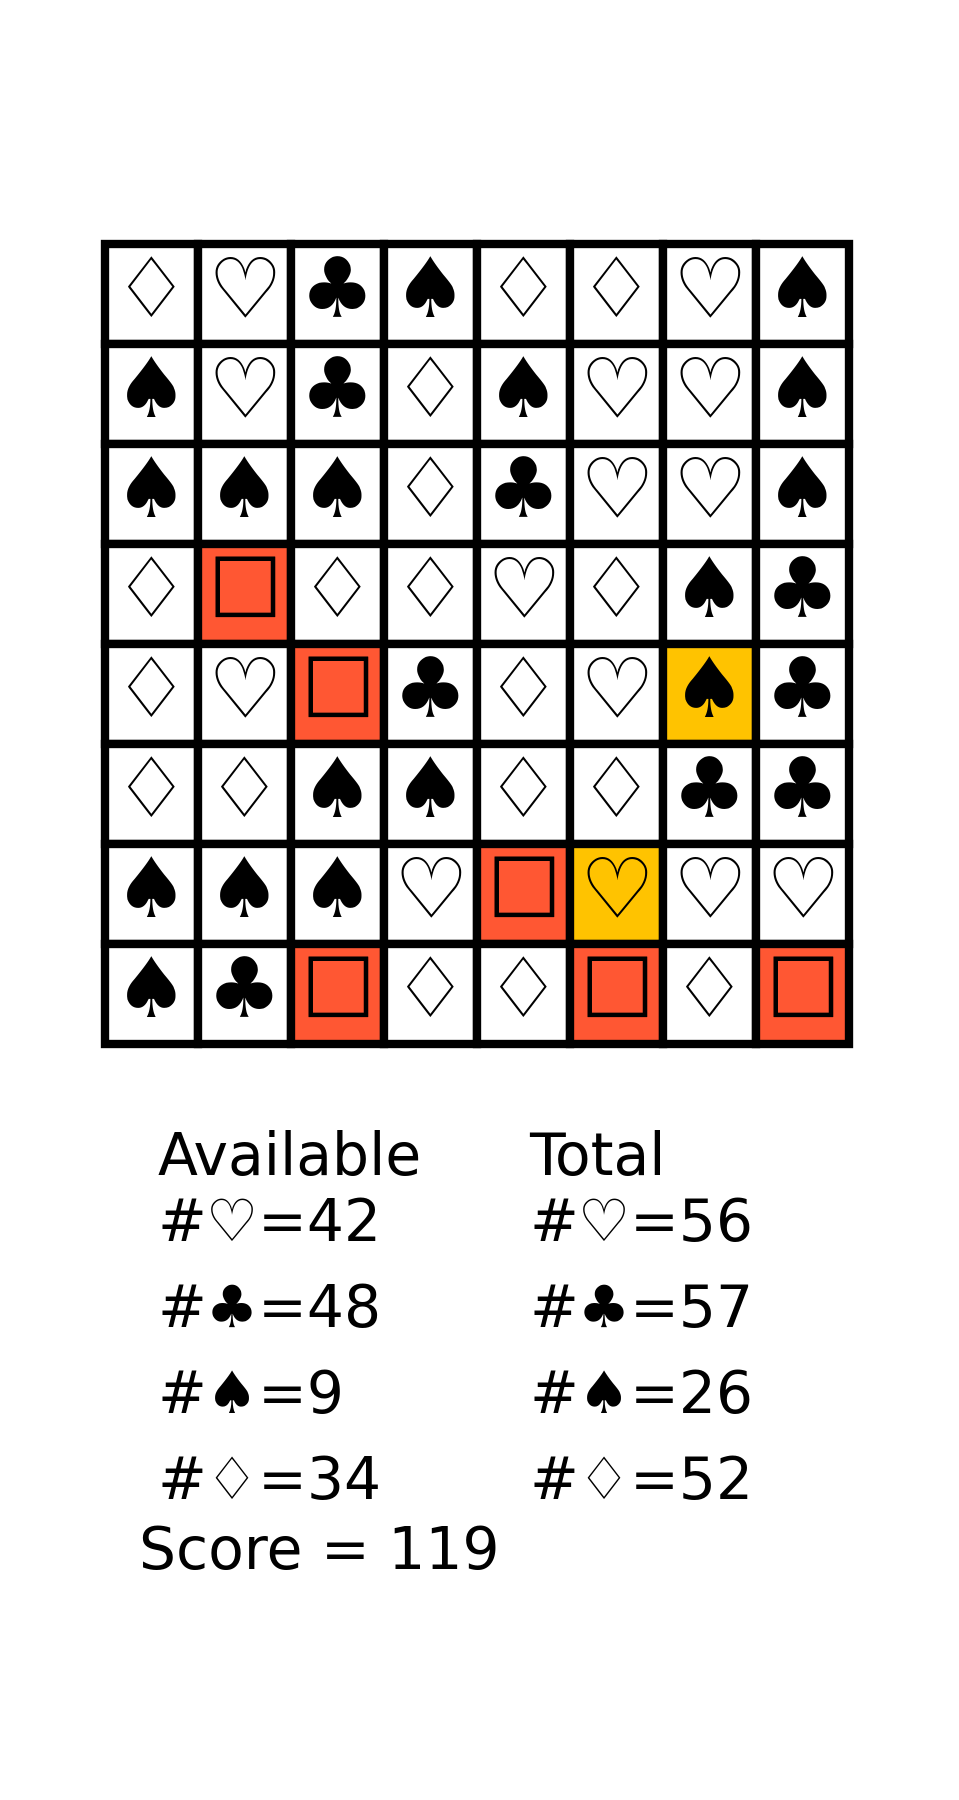 ♢ ♡ ♣ ♠ ♢ ♢ ♡ ♠
♠ ♡ ♣ ♢ ♠ ♡ ♡ ♠
♠ ♠ ♠ ♢ ♣ ♡ ♡ ♠
♢ □ ♢ ♢ ♡ ♢ ♠ ♣
♢ ♡ □ ♣ ♢ ♡ ♠ ♣
♢ ♢ ♠ ♠ ♢ ♢ ♣ ♣
♠ ♠ ♠ ♡ □ ♡ ♡ ♡
♠ ♣ □ ♢ ♢ □ ♢ □
Available Total
#♡=42 #♡=56
#♣=48 #♣=57
#♠=9 #♠=26
#♢=34 #♢=52
Score = 119